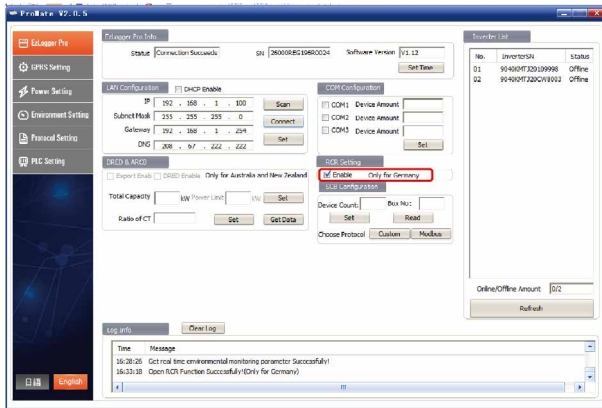 ProMate V2.0.5
EzLogger Pro
GPRS Setting
Power Setting
Environment Setting
Protocol Setting
PLC Setting
日語 English
EzLogger Pro Info
Status Connection Succeeds SN 26000REG196R0024 Software Version V1.12
Set Time
LAN Configuration DHCP Enable
IP 192 . 168 . 1 . 100 Scan
Subnet Mask 255 . 255 . 255 . 0 Connect
Gateway 192 . 168 . 1 . 254
DNS 208 . 67 . 222 . 222 Set
COM Configuration
COM1 Device Amount
COM2 Device Amount
COM3 Device Amount
Set
DRED & ARCO
Export Enab DRED Enable Only for Australia and New Zealand
Total Capacity kW Power Limit kW Set
Ratio of CT Set Get Data
RCR Setting
Enable Only for Germany
SCB Configuration
Device Count: Box No:
Set Read
Choose Protocol Custom Modbus
Inverter List
No. InverterSN Status
01 9040KMTJ20109998 Offline
02 9040KMTJ20CW8003 Offline
Online/Offline Amount 0/2
Refresh
Log Info Clear Log
Time Message
16:28:26 Get real time environmental monitoring parameter Successfully!
16:33:18 Open RCR Function Successfully!(Only for Germany)